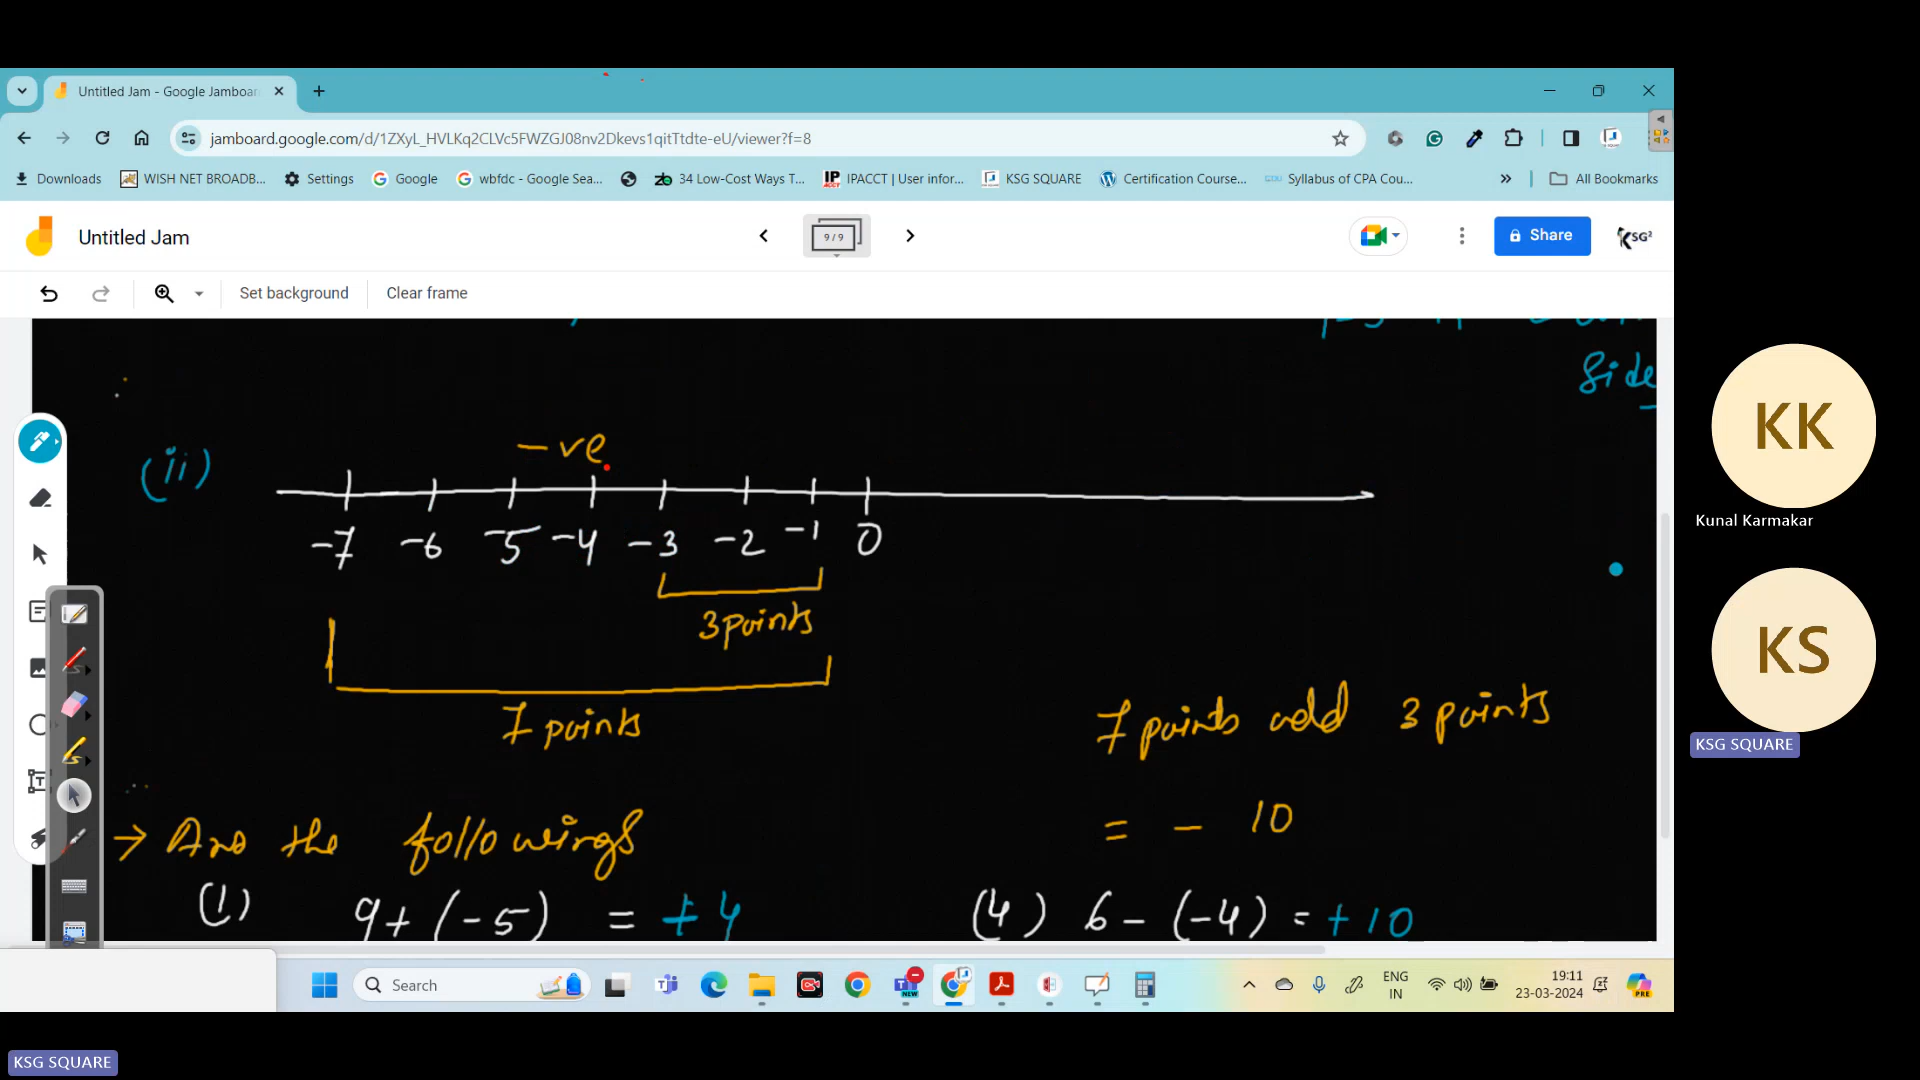 Untitled Jam - Google Jamboar
jamboard.google.com/d/1ZXyL_HVLKq2CLVc5FWZGJ08nv2Dkevs1qitTtdte-eU/viewer?f=8
Downloads WISH NET BROADB... Settings Google wbfdc - Google Sea... 34 Low-Cost Ways T... IPACCT | User infor... KSG SQUARE Certification Course... Syllabus of CPA Cou... » All Bookmarks
Untitled Jam 9 / 9 Share KSG²
Set background Clear frame
Side
(ii) -ve
-7 -6 -5 -4 -3 -2 -1 0
3 points
7 points
7 points add 3 points
= - 10
→ Ans the followings
(1) 9+(-5) = +4
(4) 6-(-4) = +10
KK
Kunal Karmakar
KS
KSG SQUARE
Search
ENG
IN
19:11
23-03-2024
KSG SQUARE